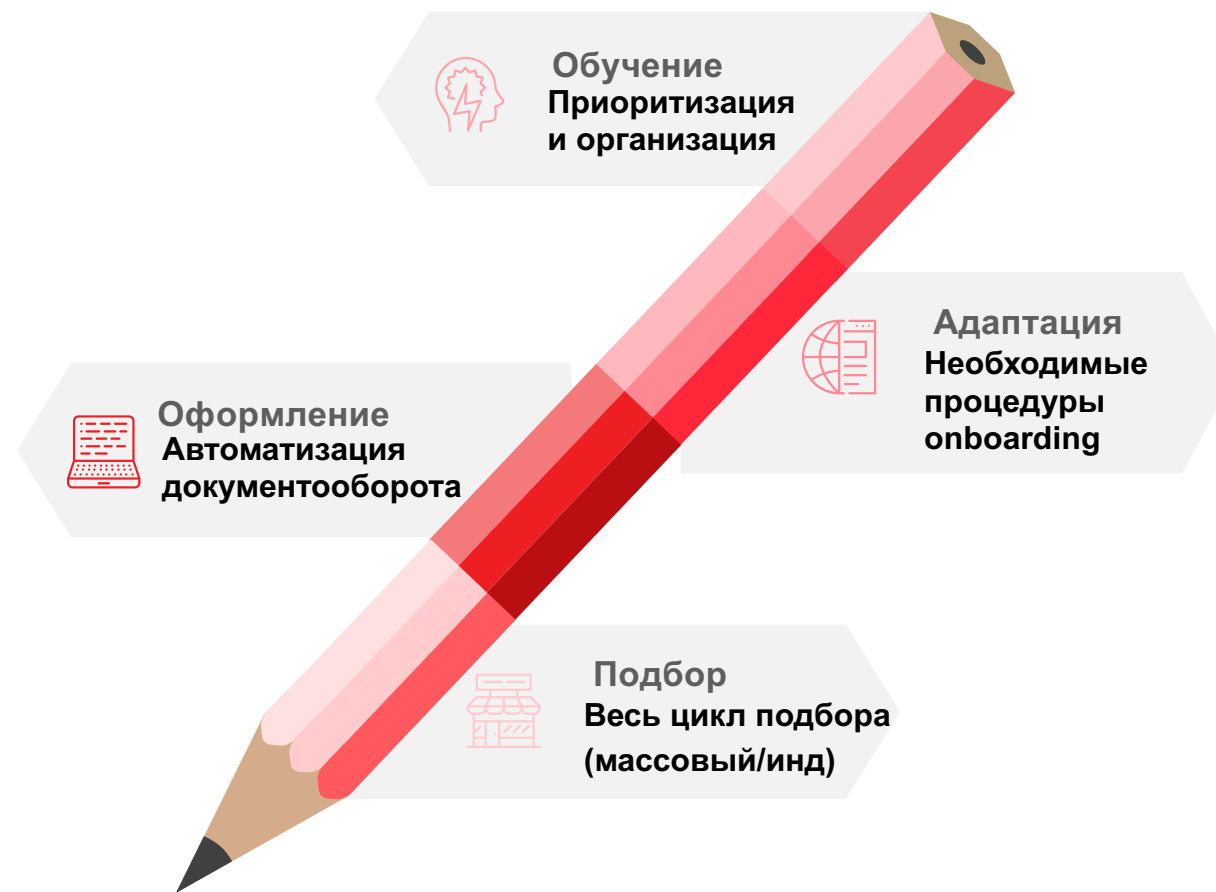 Обучение
Приоритизация
и организация
Адаптация
Необходимые
процедуры
onboarding
Оформление
Автоматизация
документооборота
Подбор
Весь цикл подбора
(массовый/инд)